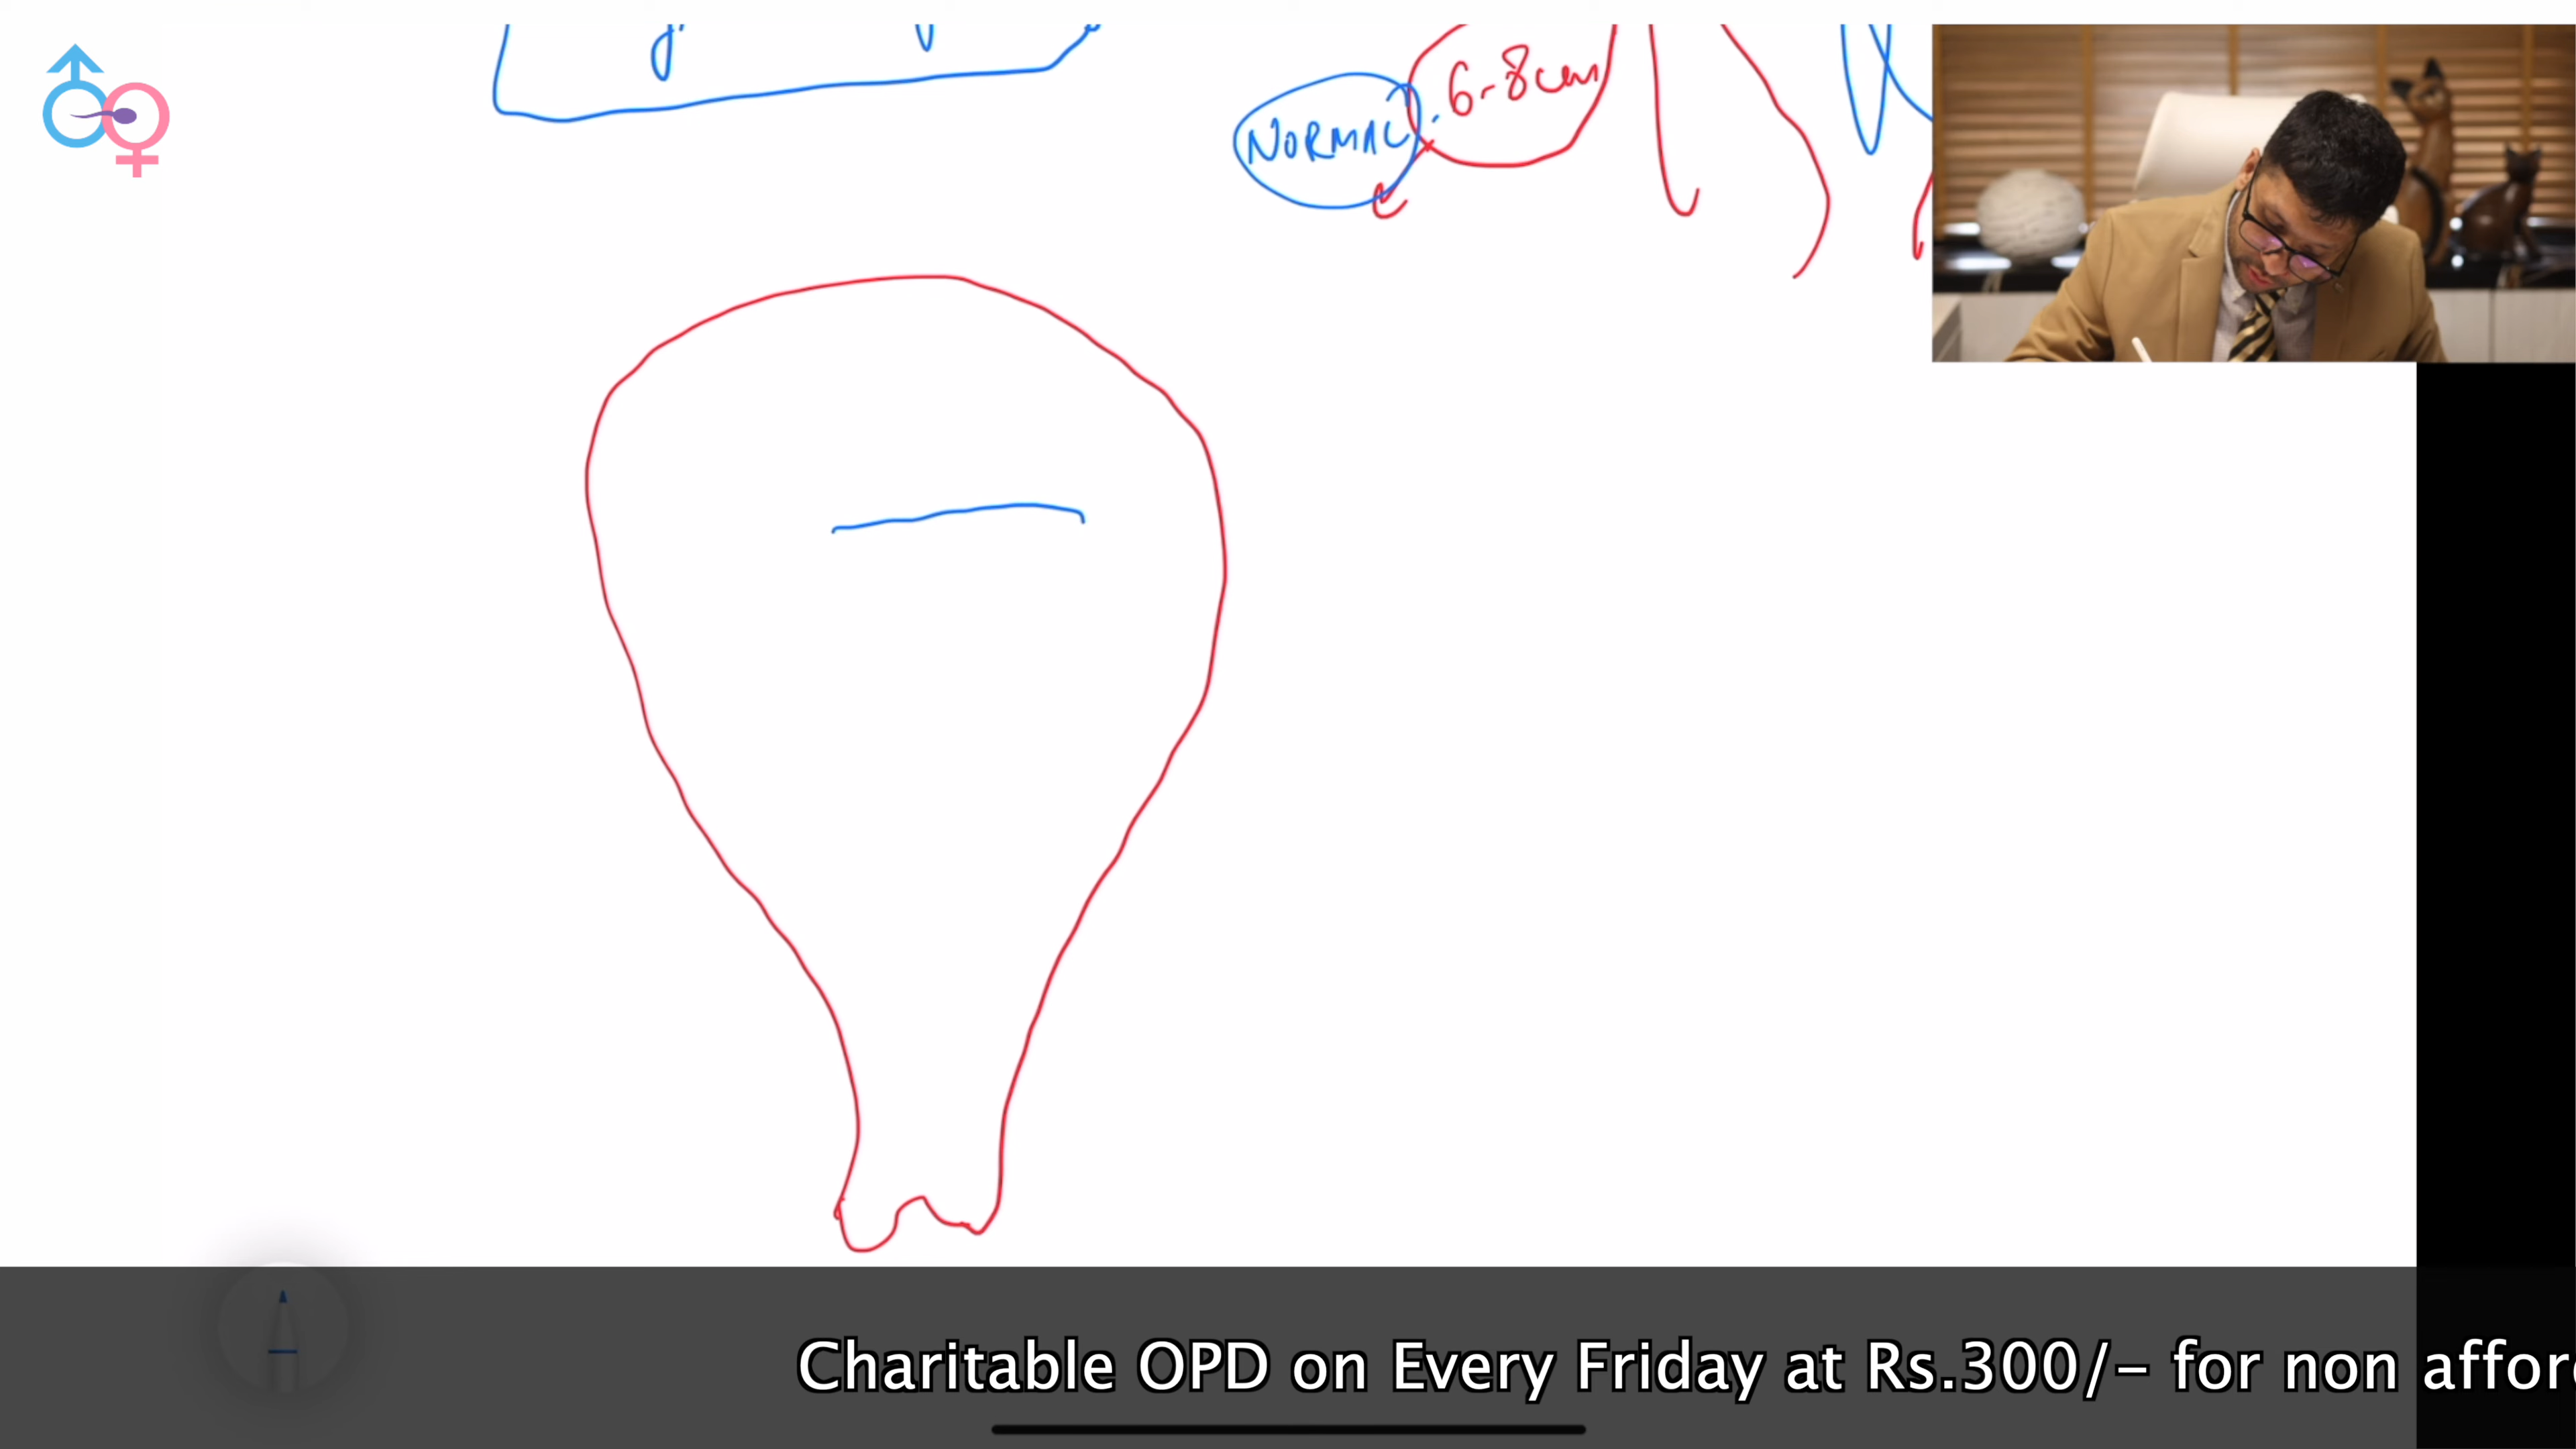 6-8cm
NORMAL
Charitable OPD on Every Friday at Rs.300/- for non affor